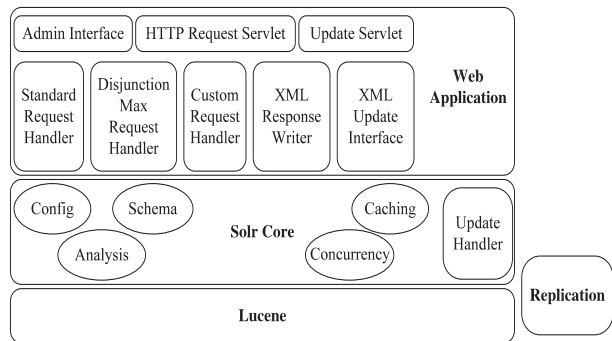 Admin Interface
HTTP Request Servlet
Update Servlet
Web
Application
Standard
Request
Handler
Disjunction
Max
Request
Handler
Custom
Request
Handler
XML
Response
Writer
XML
Update
Interface
Config
Schema
Analysis
Solr Core
Caching
Concurrency
Update
Handler
Lucene
Replication